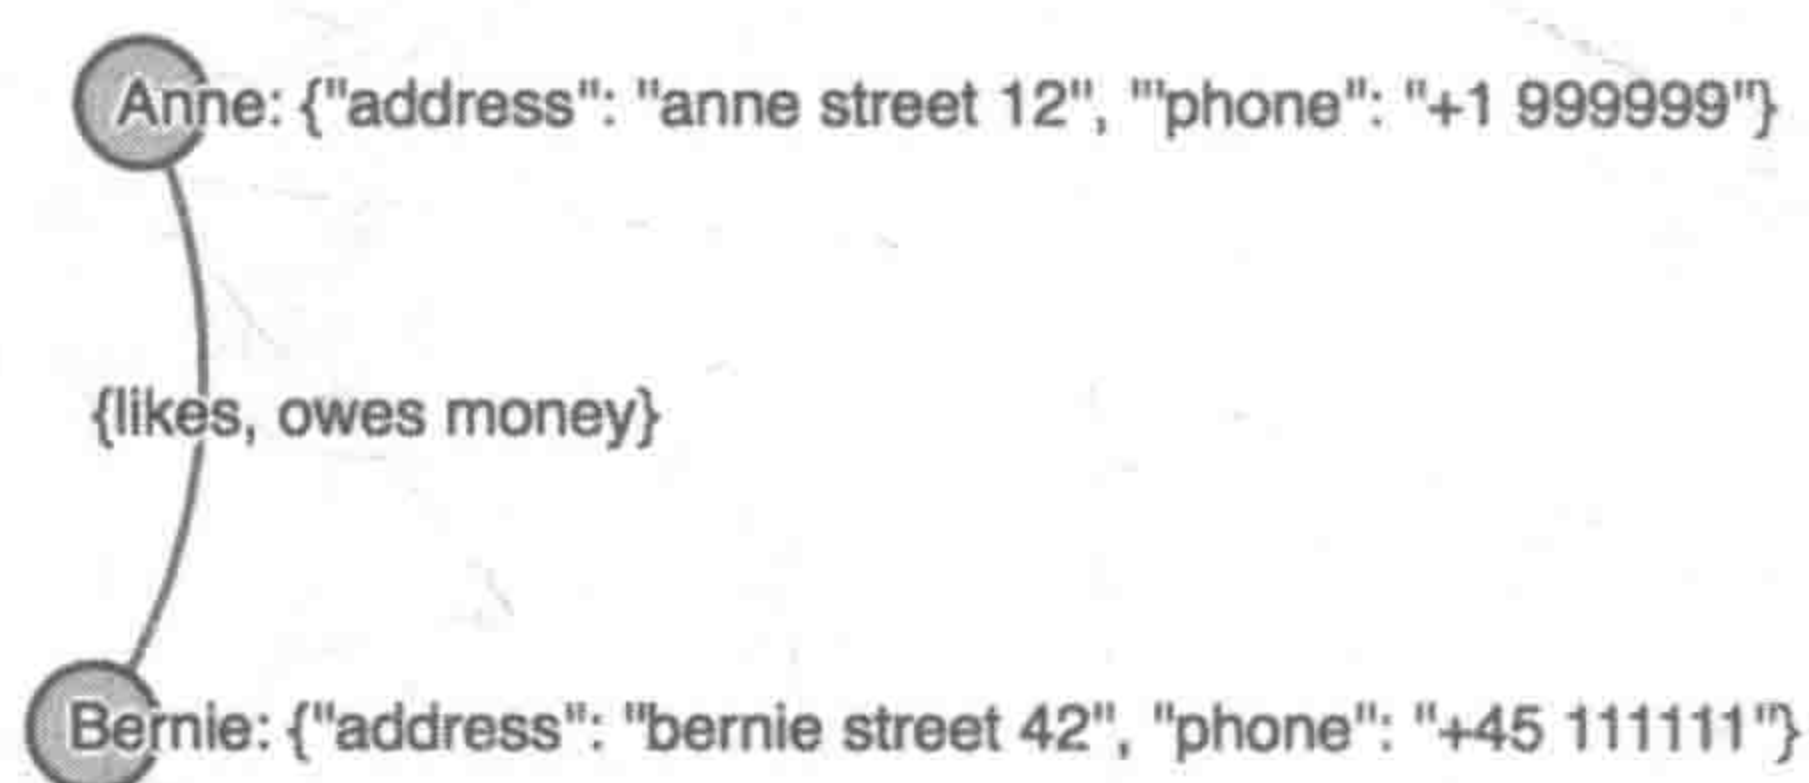 Anne: {"address": "anne street 12", "'phone": "+1 999999"}
{likes, owes money}
Bernie: {"address": "bernie street 42", "phone": "+45 111111"}